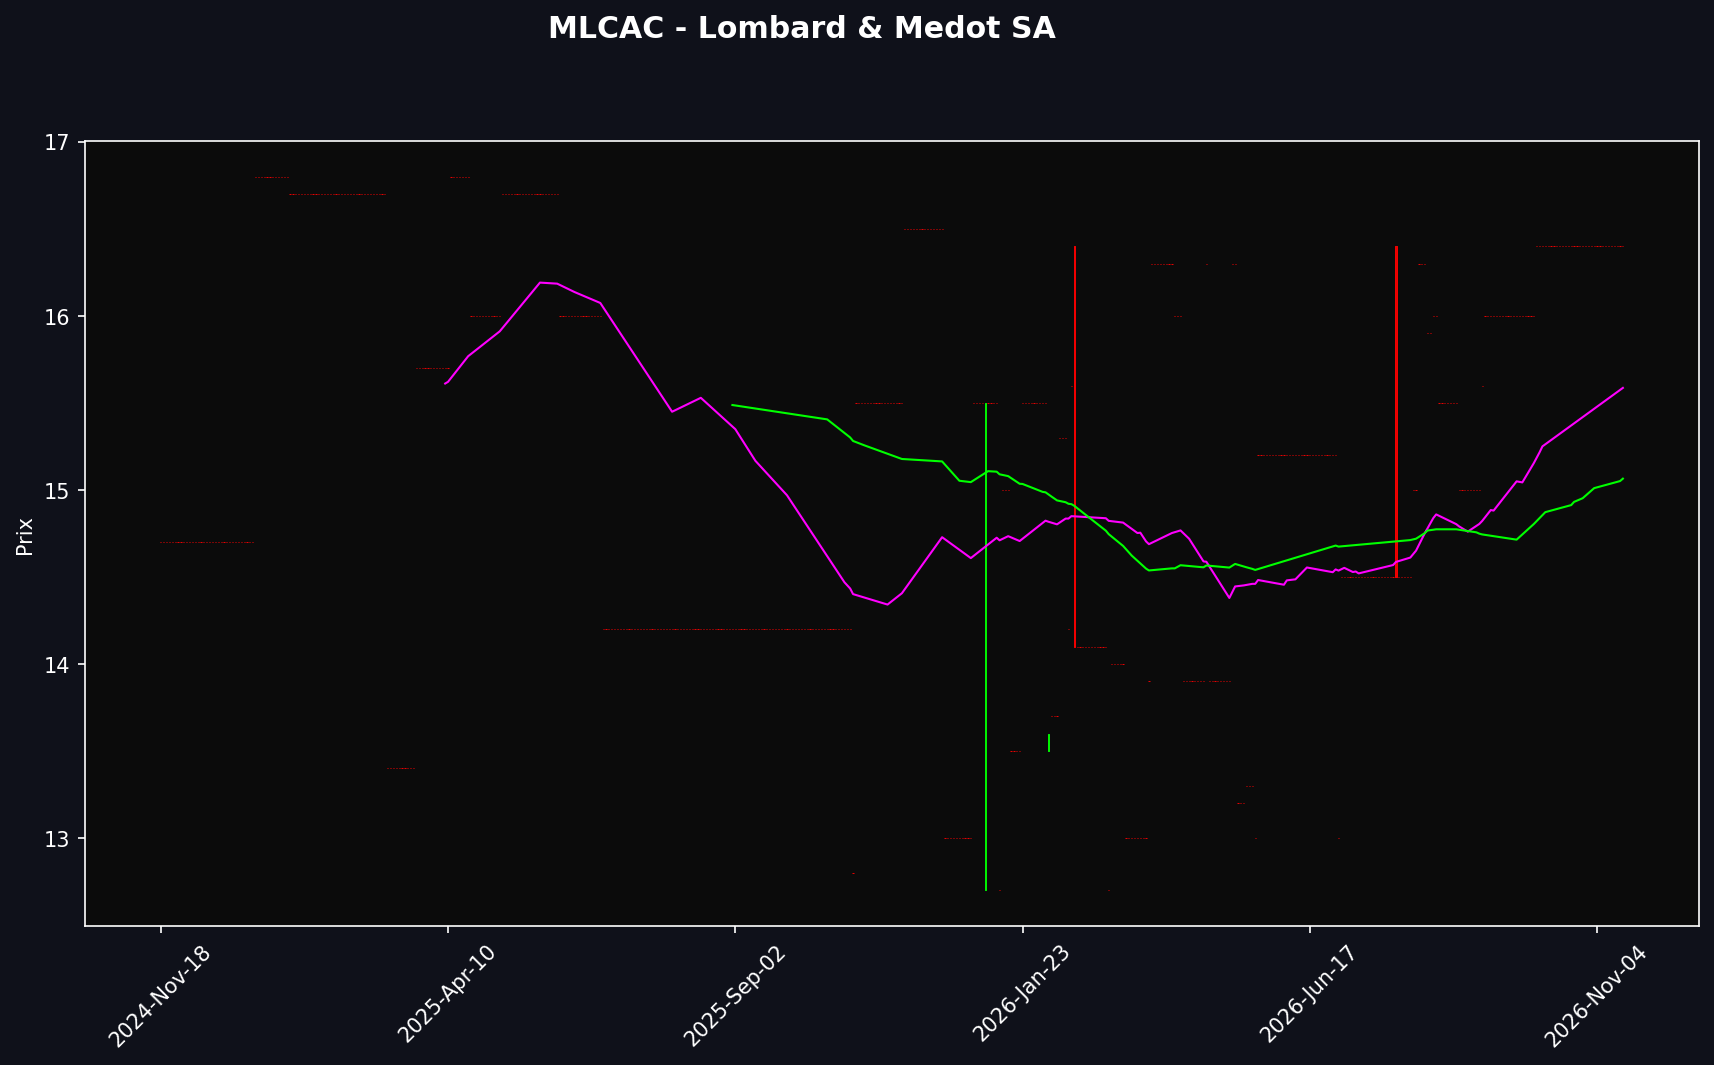 MLCAC - Lombard & Medot SA
17
16
15
14
13
Prix
2024-Nov-18
2025-Apr-10
2025-Sep-02
2026-Jan-23
2026-Jun-17
2026-Nov-04